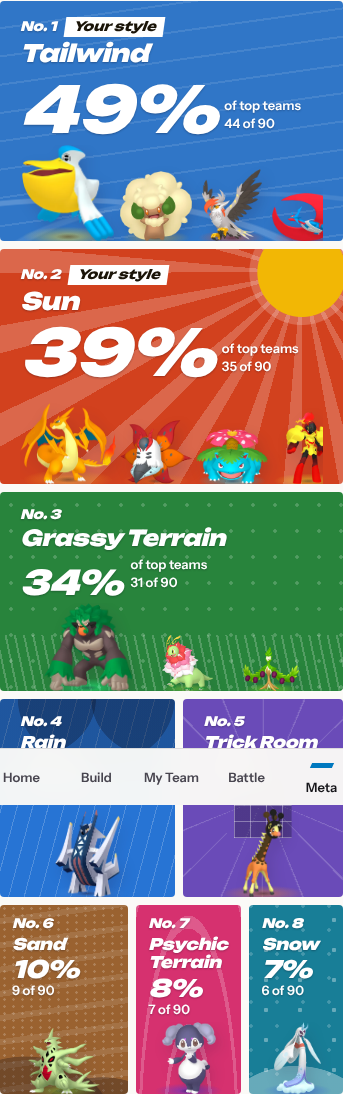 No. 1 Your style
Tailwind
49%
of top teams
44 of 90
No. 2 Your style
Sun
39%
of top teams
35 of 90
No. 3
Grassy Terrain
34%
of top teams
31 of 90
No. 4
Rain
No. 5
Trick Room
Home
Build
My Team
Battle
Meta
No. 6
Sand
10%
9 of 90
No. 7
Psychic
Terrain
8%
7 of 90
No. 8
Snow
7%
6 of 90